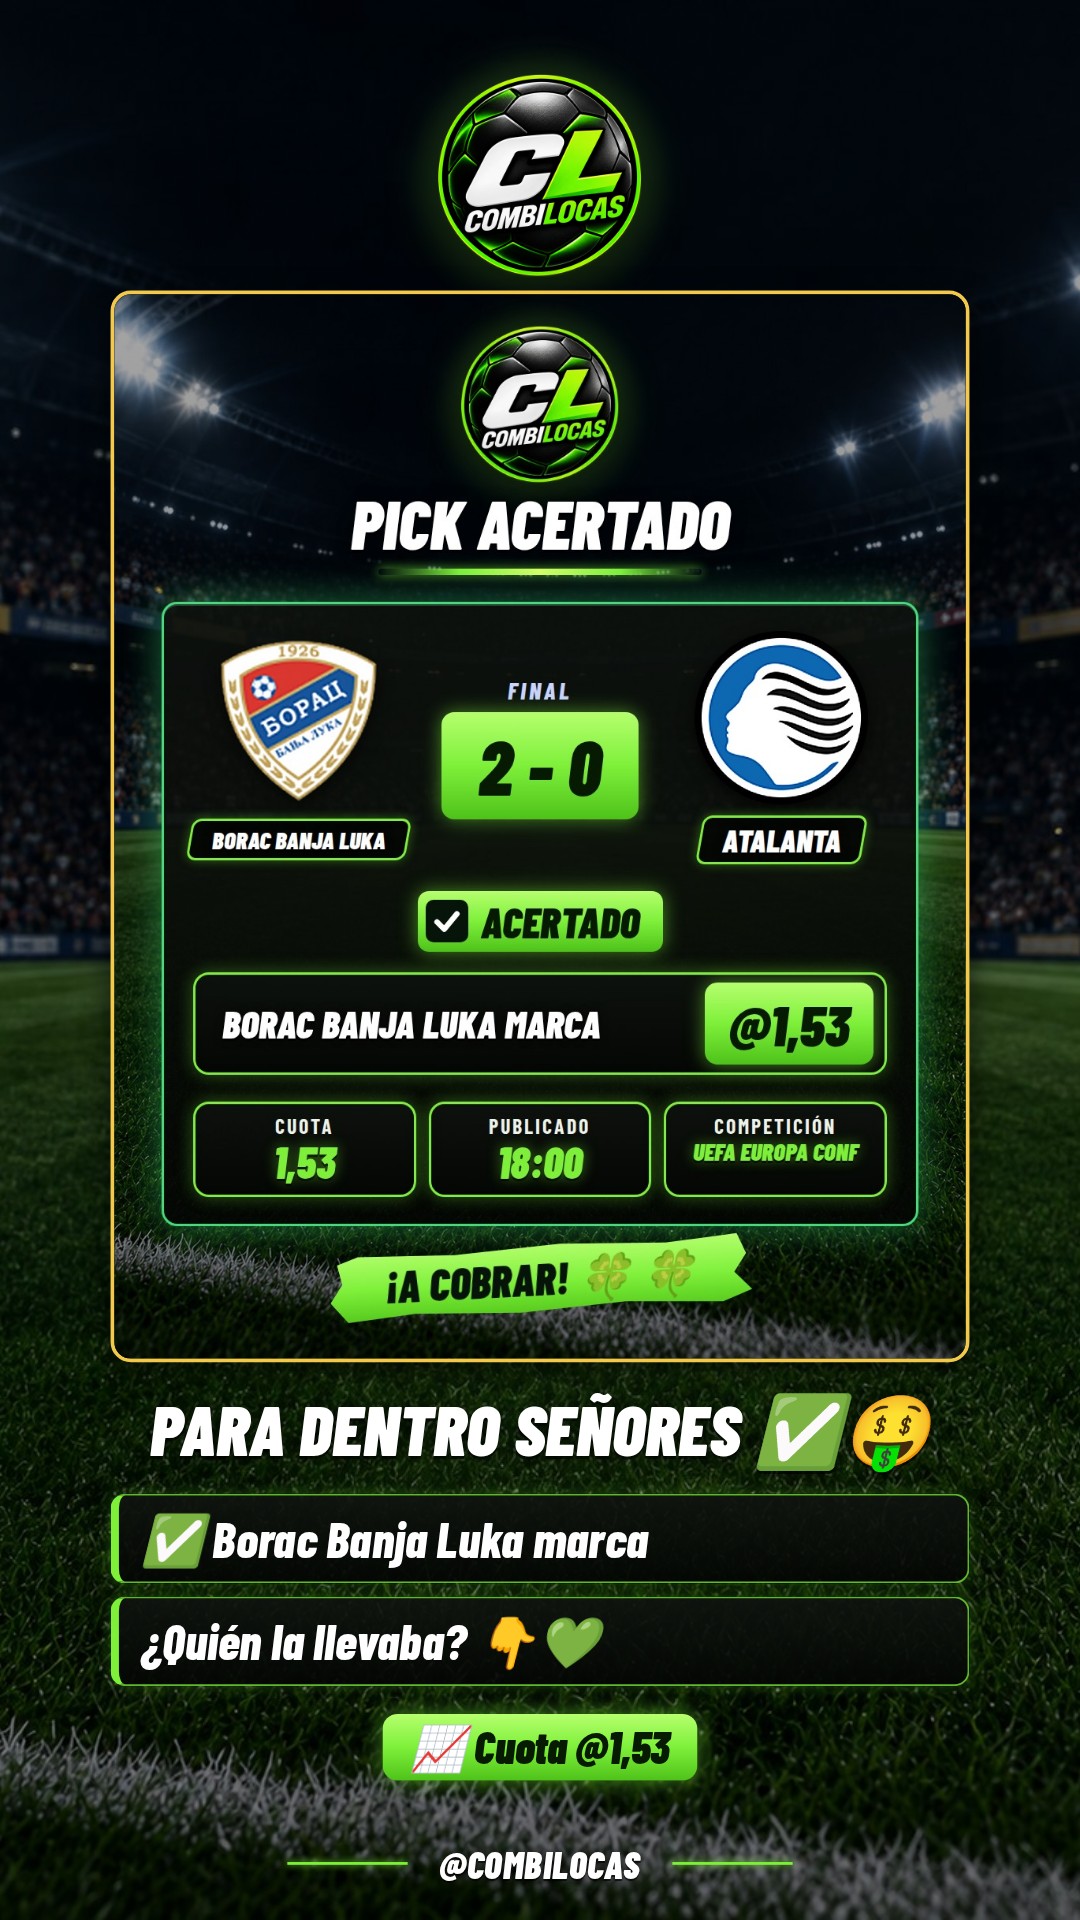 CL
COMBILOCAS
CL
COMBILOCAS
PICK ACERTADO
1926
БОРАЦ
БАЊА ЛУКА
FINAL
2 - 0
BORAC BANJA LUKA
ATALANTA
✓ ACERTADO
BORAC BANJA LUKA MARCA
@1,53
CUOTA
1,53
PUBLICADO
18:00
COMPETICIÓN
UEFA EUROPA CONF
¡A COBRAR! 🍀 🍀
PARA DENTRO SEÑORES ✅🤑
✅ Borac Banja Luka marca
¿Quién la llevaba? 👇💚
📈 Cuota @1,53
@COMBILOCAS